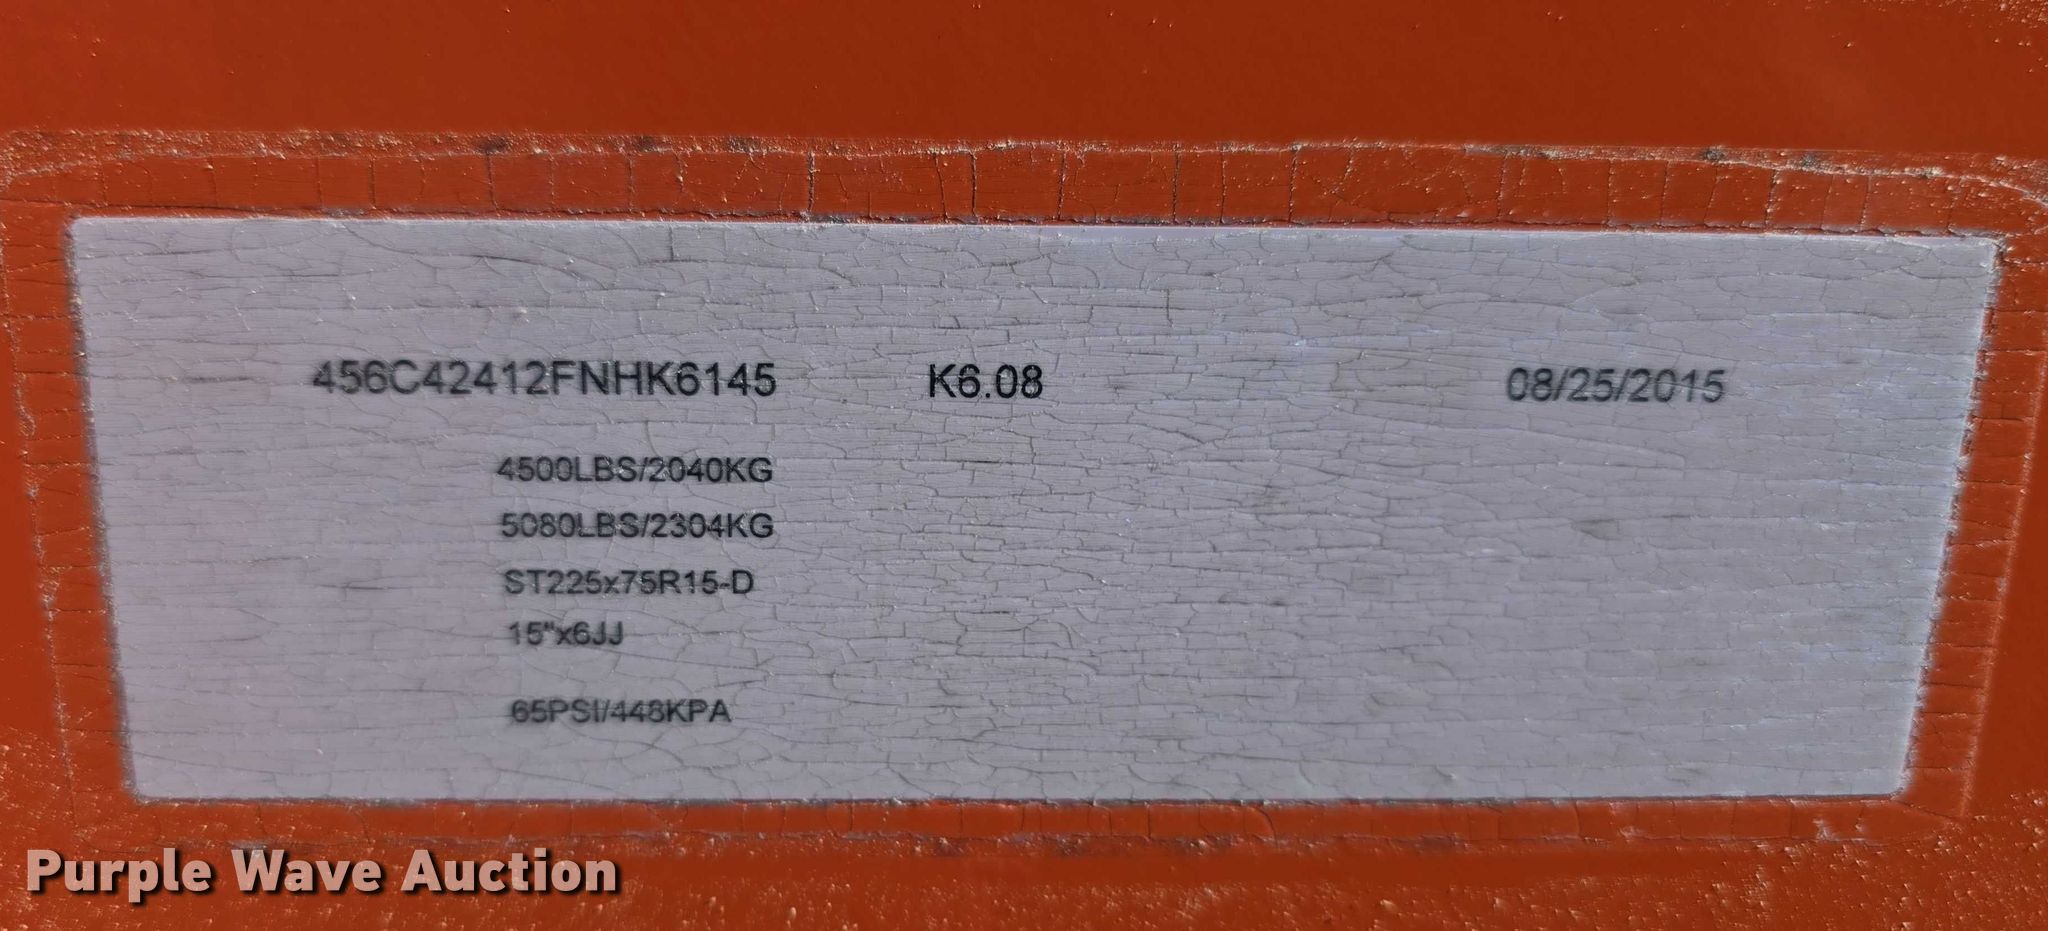 456C42412FNHK6145 K6.08 08/25/2015
4500LBS/2040KG
5080LBS/2304KG
ST225x75R15-D
15"x6JJ
65PSI/448KPA
Purple Wave Auction